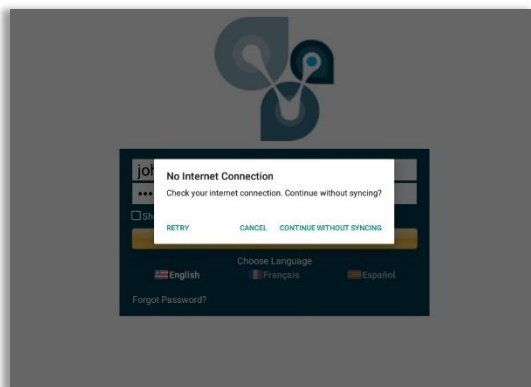 No Internet Connection
Check your internet connection. Continue without syncing?
RETRY CANCEL CONTINUE WITHOUT SYNCING
Choose Language
English Français Español
Forgot Password?